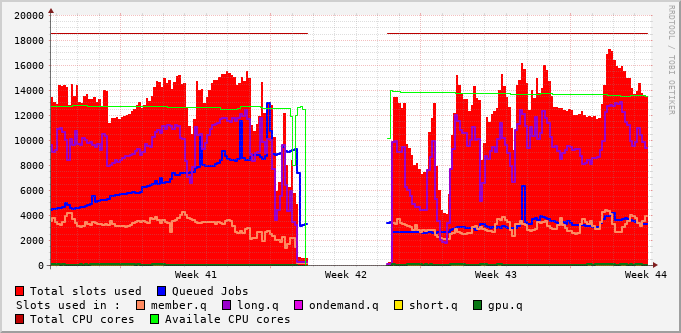 RRDTOOL / TOBI OETIKER
20000
18000
16000
14000
12000
10000
8000
6000
4000
2000
0
Week 41 Week 42 Week 43 Week 44
Total slots used Queued Jobs
Slots used in : member.q long.q ondemand.q short.q gpu.q
Total CPU cores Availale CPU cores